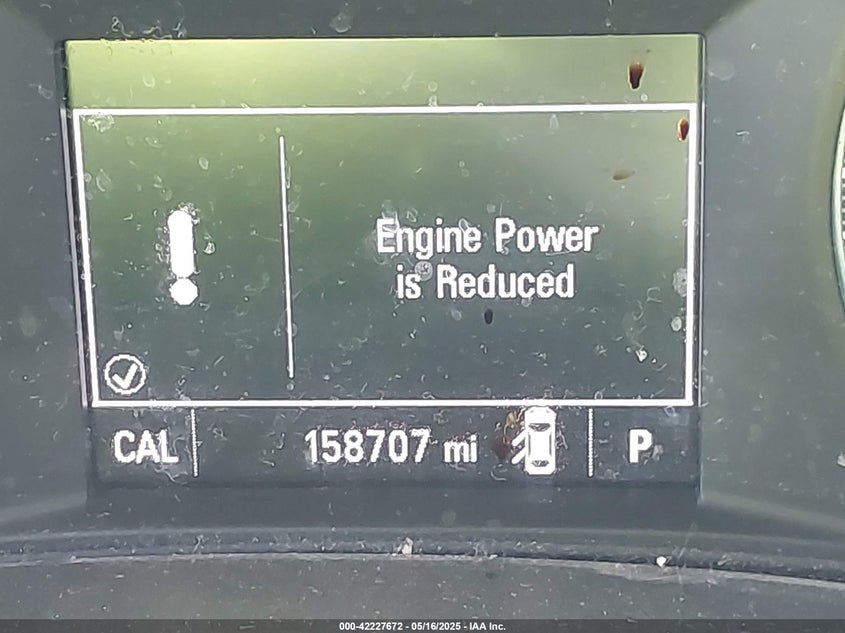 Engine Power
is Reduced
CAL 158707 mi P
000-42227672 - 05/16/2025 - IAA Inc.